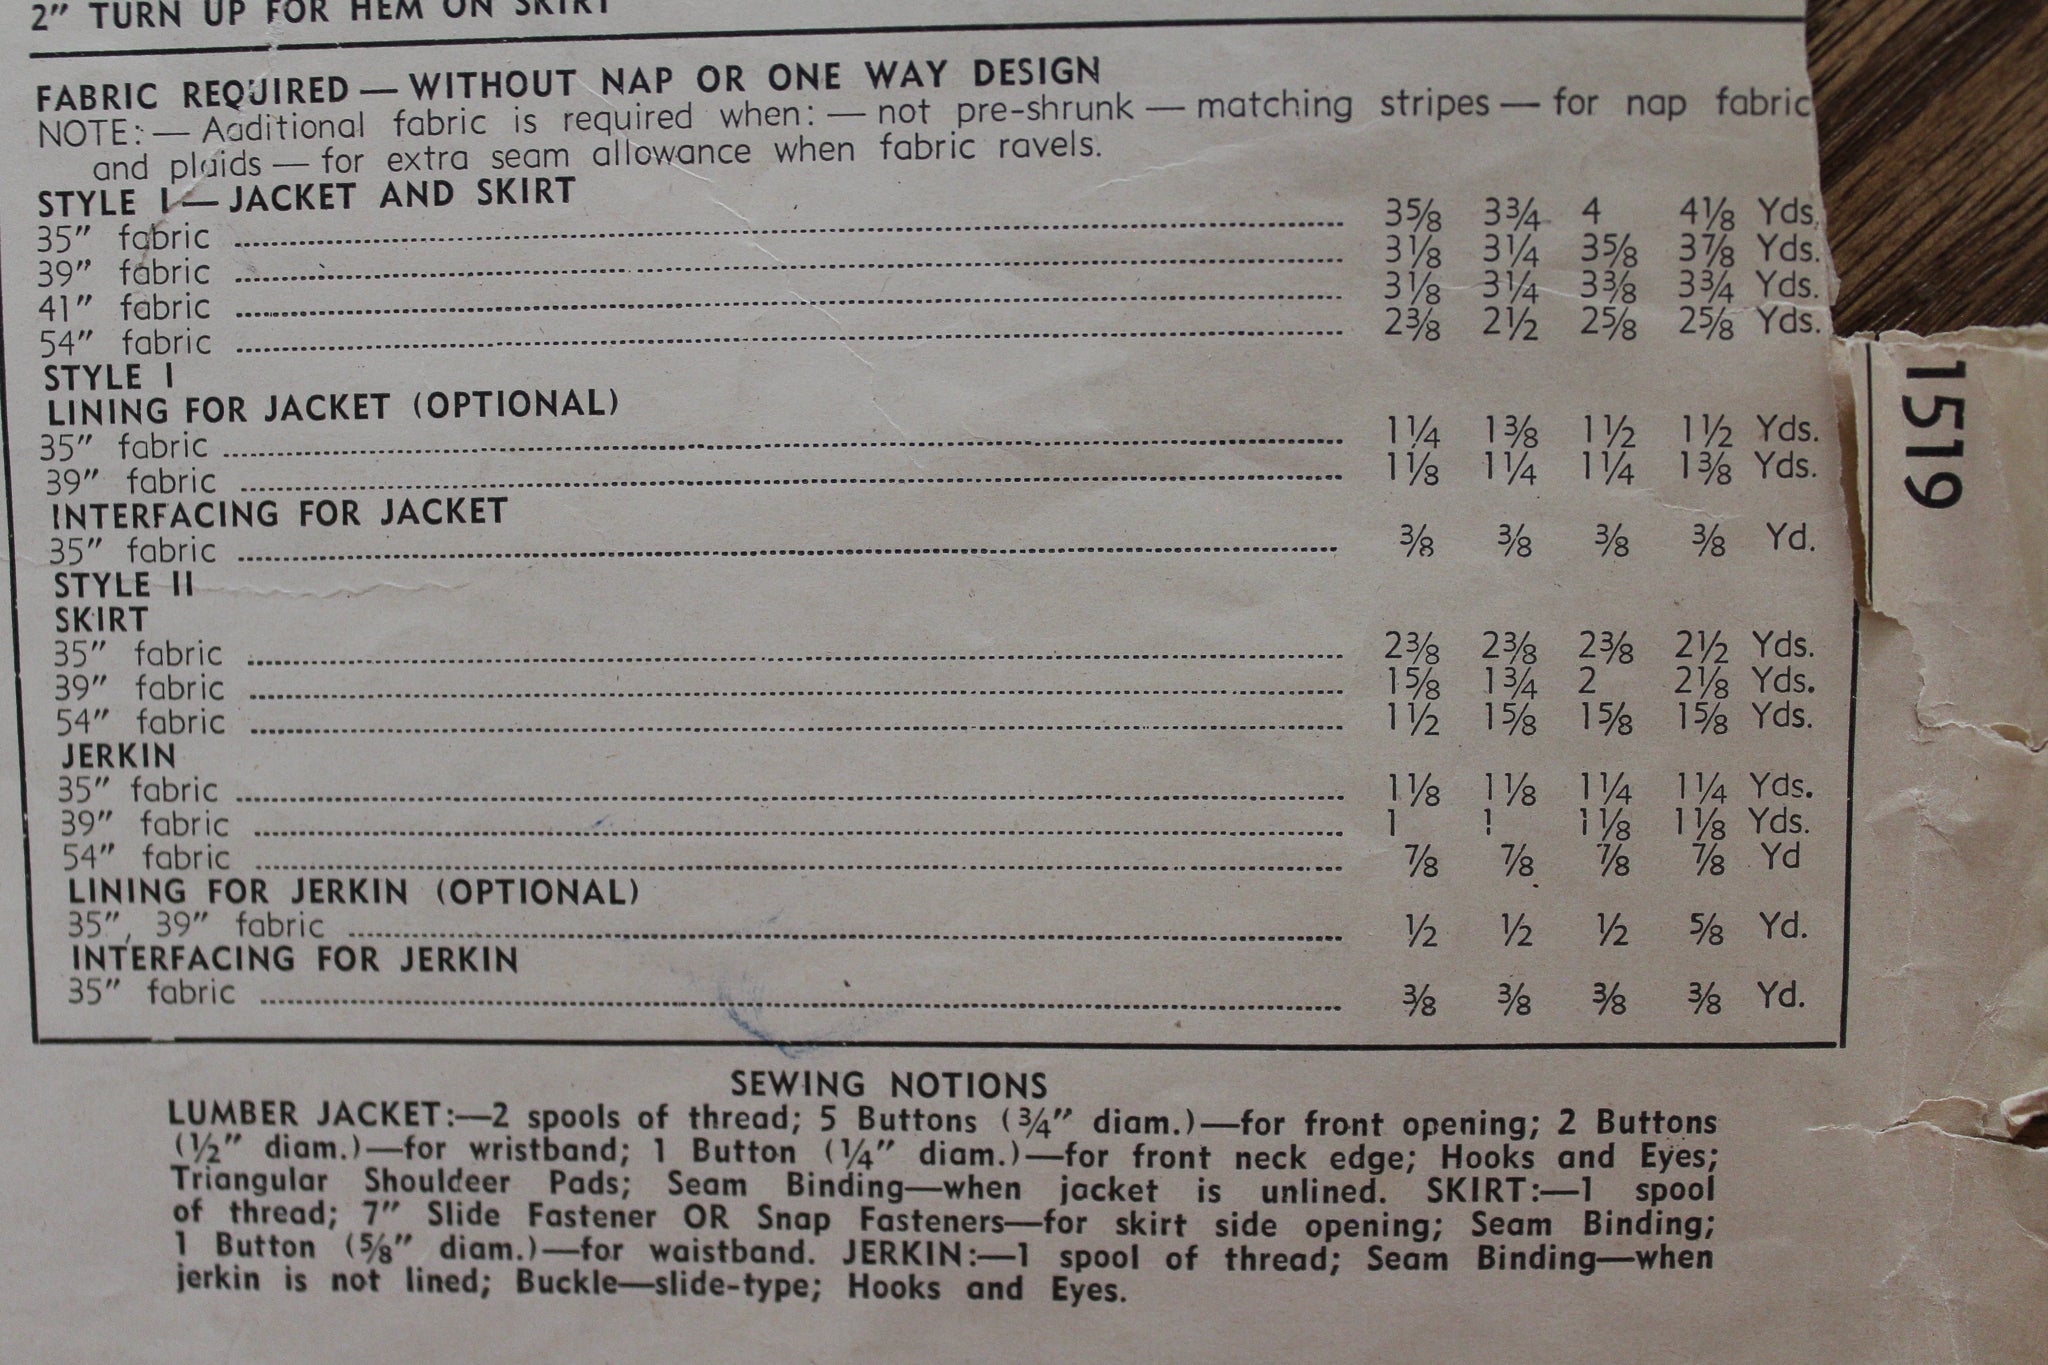 2" TURN UP FOR HEM ON SKIRT
FABRIC REQUIRED — WITHOUT NAP OR ONE WAY DESIGN
NOTE: — Additional fabric is required when: — not pre-shrunk — matching stripes — for nap fabric
and plaids — for extra seam allowance when fabric ravels.
STYLE I — JACKET AND SKIRT
35" fabric 3⅝ 3¾ 4 4⅛ Yds.
39" fabric 3⅛ 3¼ 3⅝ 3⅞ Yds.
41" fabric 3⅛ 3¼ 3⅜ 3¾ Yds.
54" fabric 2⅜ 2½ 2⅝ 2⅝ Yds.
STYLE I
LINING FOR JACKET (OPTIONAL)
35" fabric 1¼ 1⅜ 1½ 1½ Yds.
39" fabric 1⅛ 1¼ 1¼ 1⅜ Yds.
INTERFACING FOR JACKET
35" fabric ⅜ ⅜ ⅜ ⅜ Yd.
STYLE II
SKIRT
35" fabric 2⅜ 2⅜ 2⅜ 2½ Yds.
39" fabric 1⅝ 1¾ 2 2⅛ Yds.
54" fabric 1½ 1⅝ 1⅝ 1⅝ Yds.
JERKIN
35" fabric 1⅛ 1⅛ 1¼ 1¼ Yds.
39" fabric 1 1 1⅛ 1⅛ Yds.
54" fabric ⅞ ⅞ ⅞ ⅞ Yd
LINING FOR JERKIN (OPTIONAL)
35", 39" fabric ½ ½ ½ ⅝ Yd.
INTERFACING FOR JERKIN
35" fabric ⅜ ⅜ ⅜ ⅜ Yd.
SEWING NOTIONS
LUMBER JACKET:—2 spools of thread; 5 Buttons (¾" diam.)—for front opening; 2 Buttons
(½" diam.)—for wristband; 1 Button (¼" diam.)—for front neck edge; Hooks and Eyes;
Triangular Shouldeer Pads; Seam Binding—when jacket is unlined. SKIRT:—1 spool
of thread; 7" Slide Fastener OR Snap Fasteners—for skirt side opening; Seam Binding;
1 Button (⅝" diam.)—for waistband. JERKIN:—1 spool of thread; Seam Binding—when
jerkin is not lined; Buckle—slide-type; Hooks and Eyes.
1519